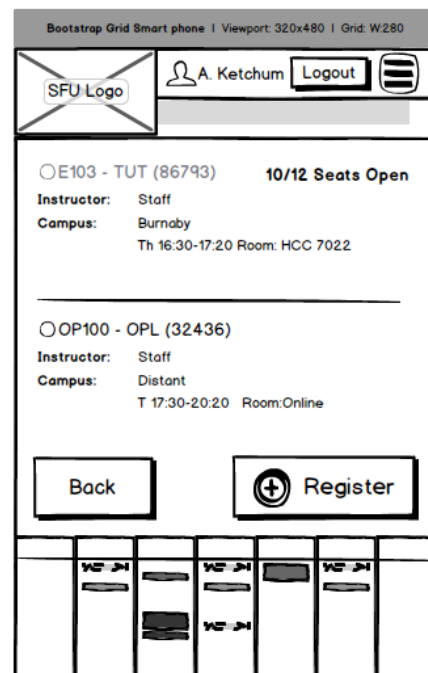 Bootstrap Grid Smart phone | Viewport: 320x480 | Grid: W:280
SFU Logo
A. Ketchum Logout
E103 - TUT (86793) 10/12 Seats Open
Instructor: Staff
Campus: Burnaby
Th 16:30-17:20 Room: HCC 7022
OP100 - OPL (32436)
Instructor: Staff
Campus: Distant
T 17:30-20:20 Room:Online
Back
Register